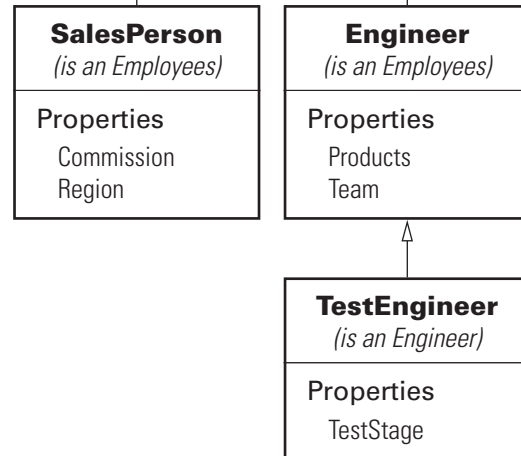 SalesPerson
(is an Employees)
Properties
Commission
Region
Engineer
(is an Employees)
Properties
Products
Team
TestEngineer
(is an Engineer)
Properties
TestStage